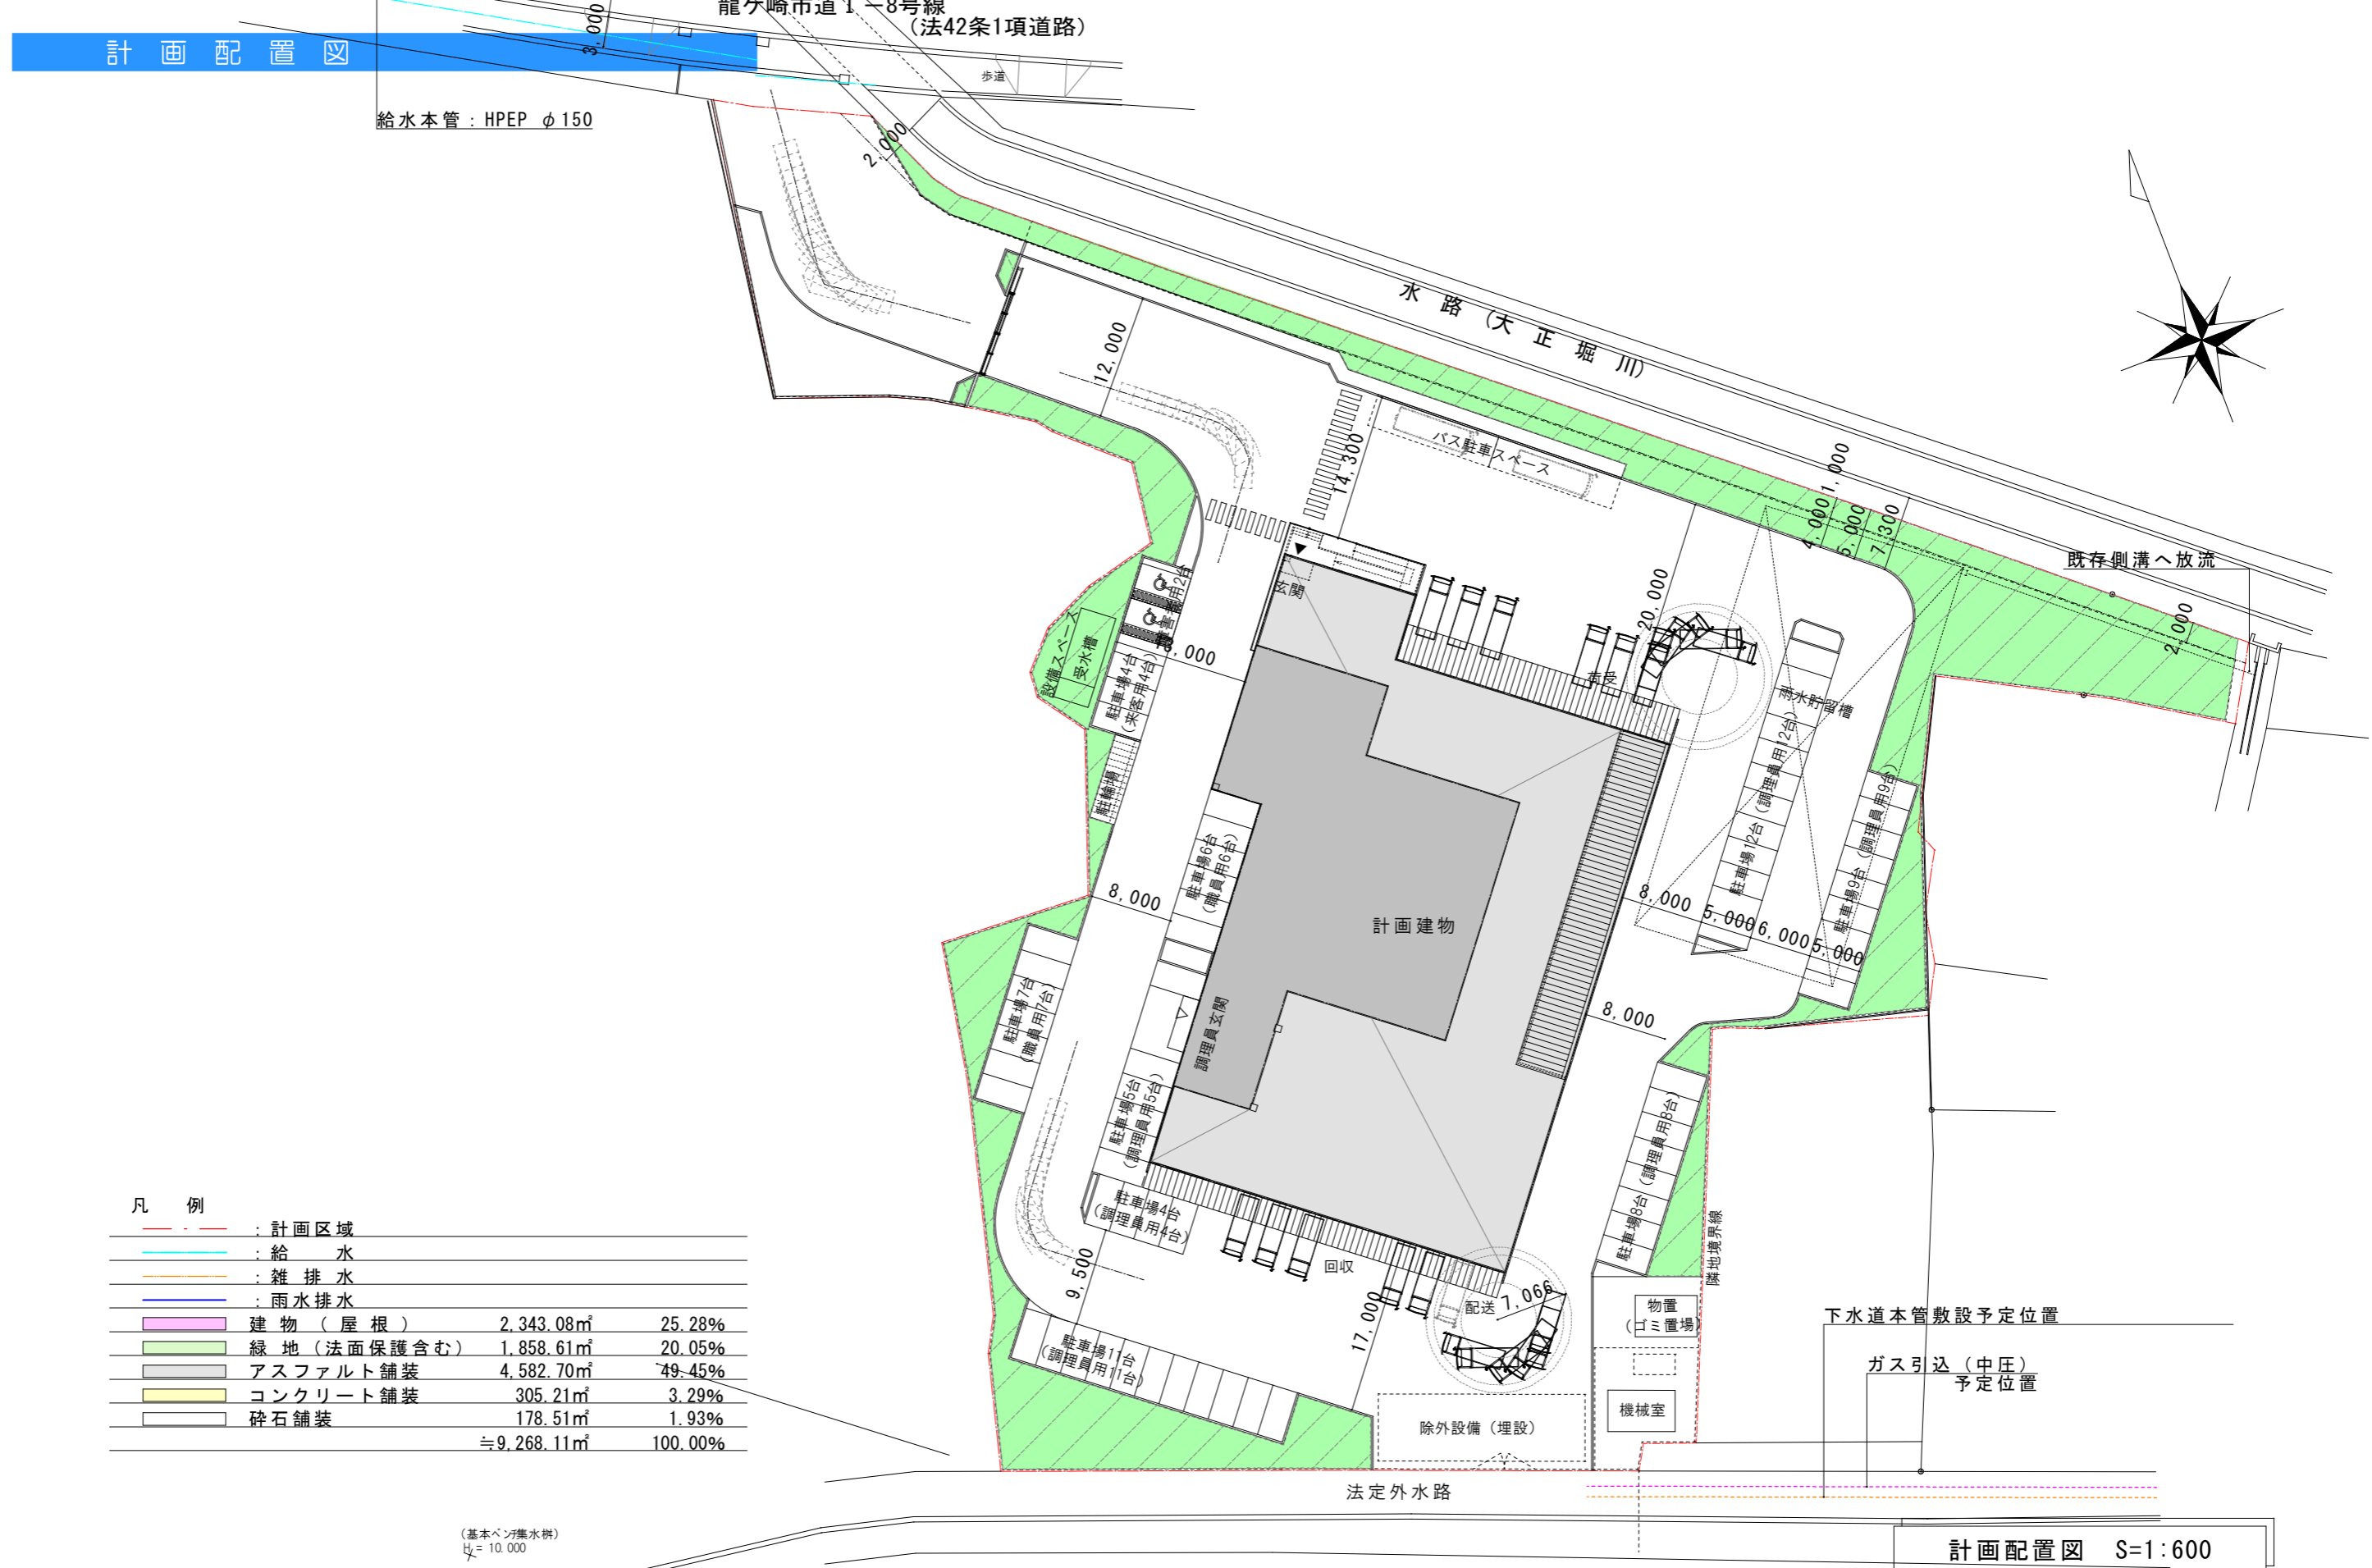 龍ケ崎市道1-8号線
(法42条1項道路)
計画配置図
3,000
歩道
給水本管:HPEP φ150
2,000
水路(大正堀川)
12,000
14,300
バス駐車スペース
1,000
4,000
5,000
7,300
既存側溝へ放流
2,000
玄関
20,000
荷受
設備スペース
受水槽
駐車場4台
(来客用4台)
雨水貯留槽
駐輪場
駐車場12台(調理員用12台)
駐車場9台(調理員用9台)
駐車場6台
(職員用6台)
8,000
計画建物
8,000
5,000
6,000
5,000
駐車場7台
(職員用7台)
調理員玄関
8,000
駐車場5台
(調理員用5台)
駐車場8台(調理員用8台)
駐車場4台
(調理員用4台)
隣地境界線
9,500
回収
配送
7,066
17,000
物置
(ゴミ置場)
駐車場11台
(調理員用11台)
下水道本管敷設予定位置
ガス引込(中圧)
予定位置
除外設備(埋設)
機械室
法定外水路
凡例
:計画区域
:給水
:雑排水
:雨水排水
建物(屋根) 2,343.08㎡ 25.28%
緑地(法面保護含む) 1,858.61㎡ 20.05%
アスファルト舗装 4,582.70㎡ 49.45%
コンクリート舗装 305.21㎡ 3.29%
砕石舗装 178.51㎡ 1.93%
≒9,268.11㎡ 100.00%
(基本ベンチ集水桝)
H = 10.000
計画配置図 S=1:600